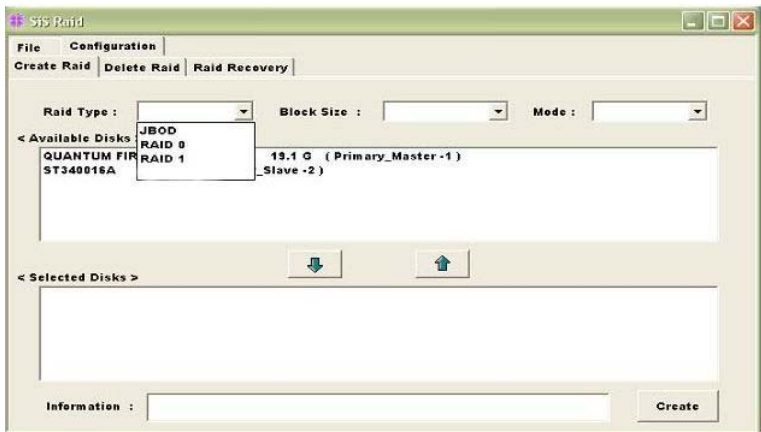 SiS Raid
File Configuration
Create Raid Delete Raid Raid Recovery
Raid Type : Block Size : Mode :
JBOD
RAID 0
RAID 1
< Available Disks
QUANTUM FIR 19.1 G ( Primary_Master -1 )
ST340016A _Slave -2 )
< Selected Disks >
Information : Create